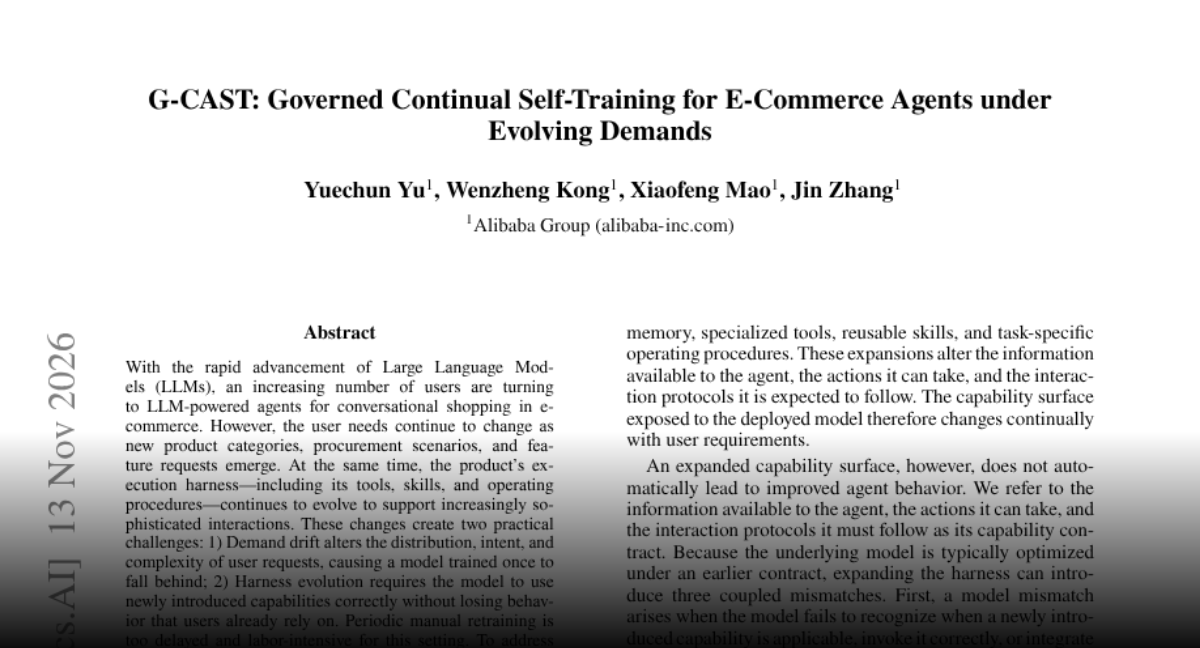 G-CAST: Governed Continual Self-Training for E-Commerce Agents under
Evolving Demands
Yuechun Yu1, Wenzheng Kong1, Xiaofeng Mao1, Jin Zhang1
1Alibaba Group (alibaba-inc.com)
Abstract
With the rapid advancement of Large Language Mod-
els (LLMs), an increasing number of users are turning
to LLM-powered agents for conversational shopping in e-
commerce. However, the user needs continue to change as
new product categories, procurement scenarios, and fea-
ture requests emerge. At the same time, the product's ex-
ecution harness—including its tools, skills, and operating
procedures—continues to evolve to support increasingly so-
phisticated interactions. These changes create two practical
challenges: 1) Demand drift alters the distribution, intent, and
complexity of user requests, causing a model trained once to
fall behind; 2) Harness evolution requires the model to use
newly introduced capabilities correctly without losing behav-
ior that users already rely on. Periodic manual retraining is
too delayed and labor-intensive for this setting. To address
memory, specialized tools, reusable skills, and task-specific
operating procedures. These expansions alter the information
available to the agent, the actions it can take, and the interac-
tion protocols it is expected to follow. The capability surface
exposed to the deployed model therefore changes continually
with user requirements.
An expanded capability surface, however, does not auto-
matically lead to improved agent behavior. We refer to the
information available to the agent, the actions it can take, and
the interaction protocols it must follow as its capability con-
tract. Because the underlying model is typically optimized
under an earlier contract, expanding the harness can intro-
duce three coupled mismatches. First, a model mismatch
arises when the model fails to recognize when a newly intro-
duced capability is applicable, invoke it correctly, or integrate
cs.AI] 13 Nov 2026